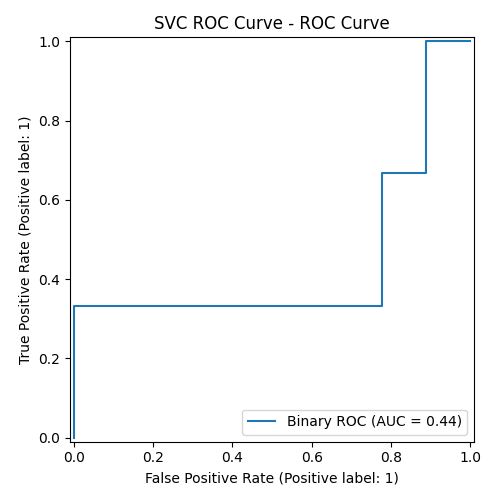 SVC ROC Curve - ROC Curve
True Positive Rate (Positive label: 1)
1.0
0.8
0.6
0.4
0.2
0.0
Binary ROC (AUC = 0.44)
0.0 0.2 0.4 0.6 0.8 1.0
False Positive Rate (Positive label: 1)